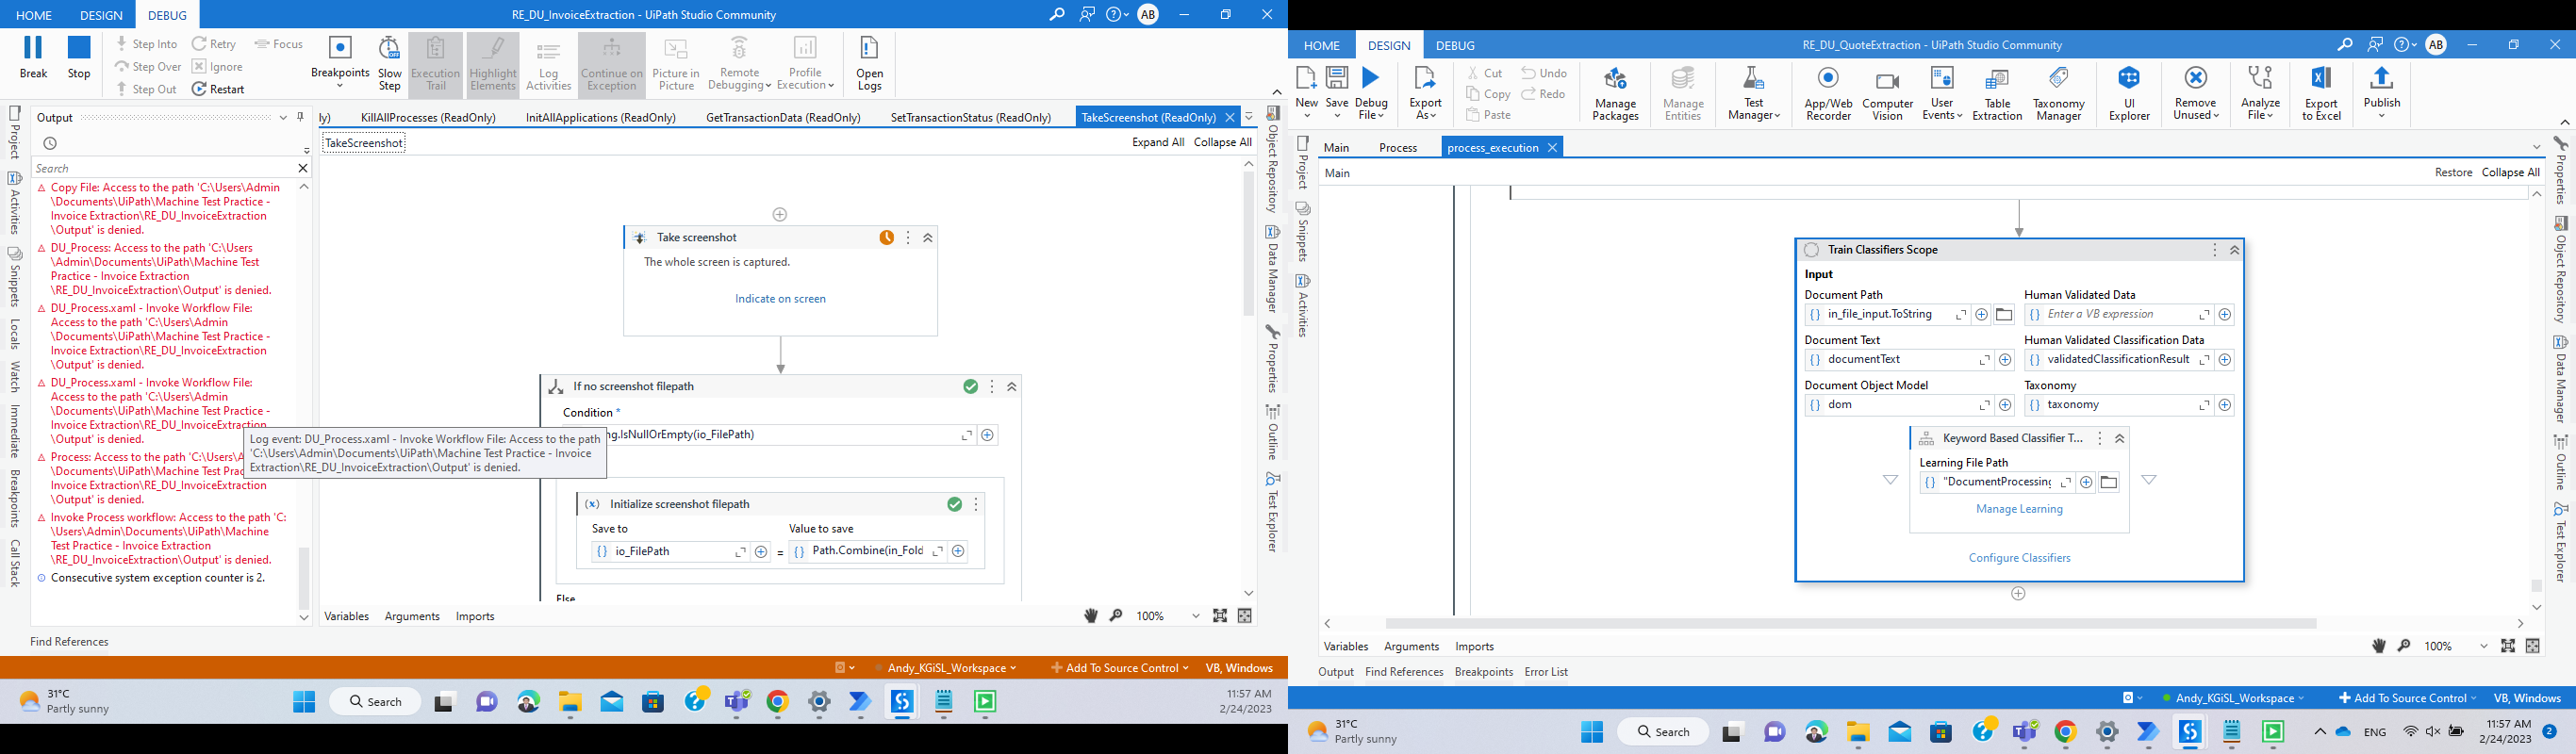 HOME DESIGN DEBUG RE_DU_InvoiceExtraction - UiPath Studio Community AB
Break Stop Step Into Step Over Step Out Retry Ignore Restart Focus Breakpoints Slow Step Execution Trail Highlight Elements Log Activities Continue on Exception Picture in Picture Remote Debugging Profile Execution Open Logs
Output
Search
Copy File: Access to the path 'C:\Users\Admin
\Documents\UiPath\Machine Test Practice -
Invoice Extraction\RE_DU_InvoiceExtraction
\Output' is denied.
DU_Process: Access to the path 'C:\Users
\Admin\Documents\UiPath\Machine Test
Practice - Invoice Extraction
\RE_DU_InvoiceExtraction\Output' is denied.
DU_Process.xaml - Invoke Workflow File:
Access to the path 'C:\Users\Admin
\Documents\UiPath\Machine Test Practice -
Invoice Extraction\RE_DU_InvoiceExtraction
\Output' is denied.
DU_Process.xaml - Invoke Workflow File:
Access to the path 'C:\Users\Admin
\Documents\UiPath\Machine Test Practice -
Invoice Extraction\RE_DU_InvoiceExtraction
\Output' is denied.
Process: Access to the path 'C:\Users\A
\Documents\UiPath\Machine Test Prac
Invoice Extraction\RE_DU_InvoiceExtraction
\Output' is denied.
Invoke Process workflow: Access to the path 'C:
\Users\Admin\Documents\UiPath\Machine
Test Practice - Invoice Extraction
\RE_DU_InvoiceExtraction\Output' is denied.
Consecutive system exception counter is 2.
Log event: DU_Process.xaml - Invoke Workflow File: Access to the path
'C:\Users\Admin\Documents\UiPath\Machine Test Practice - Invoice
Extraction\RE_DU_InvoiceExtraction\Output' is denied.
Project
Activities
Snippets
Locals
Watch
Immediate
Breakpoints
Call Stack
ly) KillAllProcesses (ReadOnly) InitAllApplications (ReadOnly) GetTransactionData (ReadOnly) SetTransactionStatus (ReadOnly) TakeScreenshot (ReadOnly)
TakeScreenshot Expand All Collapse All
Take screenshot
The whole screen is captured.
Indicate on screen
If no screenshot filepath
Condition *
ng.IsNullOrEmpty(io_FilePath)
(x) Initialize screenshot filepath
Save to Value to save
io_FilePath = Path.Combine(in_Fold
Else
Variables Arguments Imports 100%
Object Repository
Data Manager
Properties
Outline
Test Explorer
Find References
Andy_KGiSL_Workspace Add To Source Control VB, Windows
31°C
Partly sunny
Search
11:57 AM
2/24/2023
HOME DESIGN DEBUG RE_DU_QuoteExtraction - UiPath Studio Community AB
New Save Debug File Export As Cut Copy Paste Undo Redo Manage Packages Manage Entities Test Manager App/Web Recorder Computer Vision User Events Table Extraction Taxonomy Manager UI Explorer Remove Unused Analyze File Export to Excel Publish
Main Process process_execution
Main Restore Collapse All
Project
Snippets
Activities
Train Classifiers Scope
Input
Document Path Human Validated Data
in_file_input.ToString Enter a VB expression
Document Text Human Validated Classification Data
documentText validatedClassificationResult
Document Object Model Taxonomy
dom taxonomy
Keyword Based Classifier T...
Learning File Path
"DocumentProcessing
Manage Learning
Configure Classifiers
Variables Arguments Imports 100%
Properties
Object Repository
Data Manager
Outline
Test Explorer
Output Find References Breakpoints Error List
Andy_KGiSL_Workspace Add To Source Control VB, Windows
31°C
Partly sunny
Search
ENG
11:57 AM
2/24/2023
2